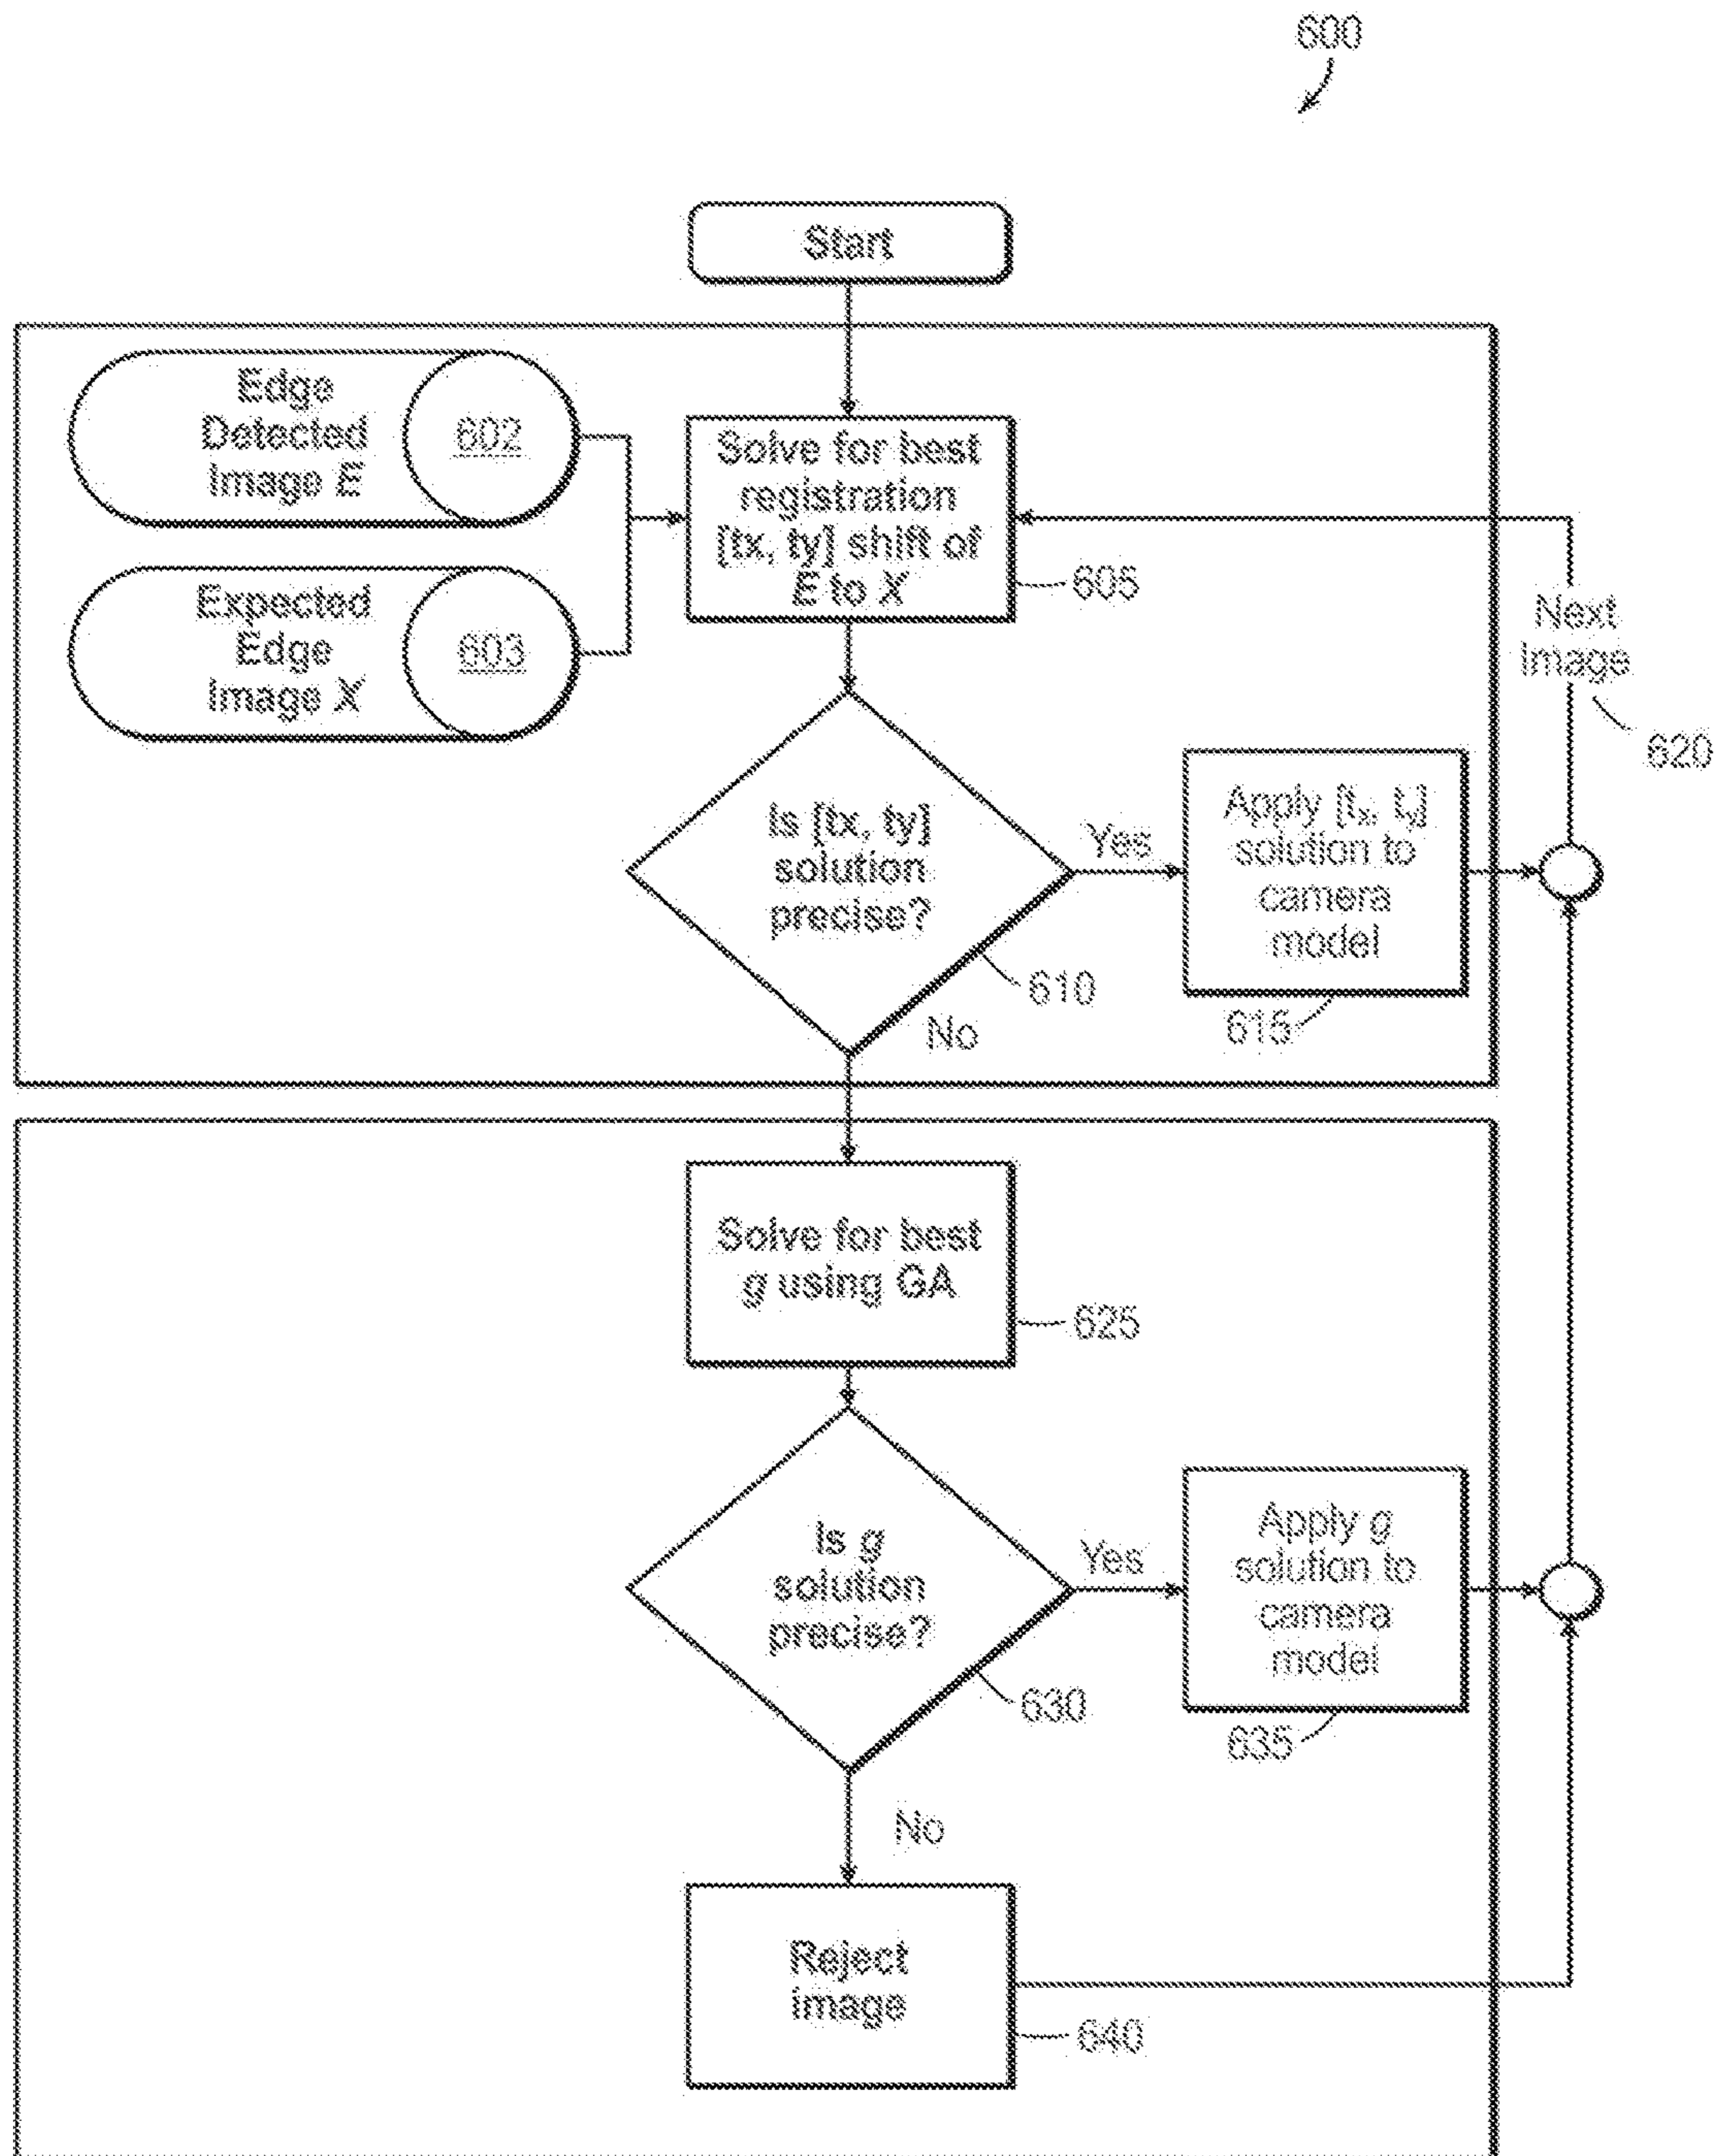 600
Start
Edge
Detected
Image E
602
Expected
Edge
Image X
603
Solve for best
registration
[tx, ty] shift of
E to X
605
Next
Image
620
Is [tx, ty]
solution
precise?
610
Yes
Apply [tx, ty]
solution to
camera
model
615
No
Solve for best
g using GA
625
Is g
solution
precise?
630
Yes
Apply g
solution to
camera
model
635
No
Reject
image
640